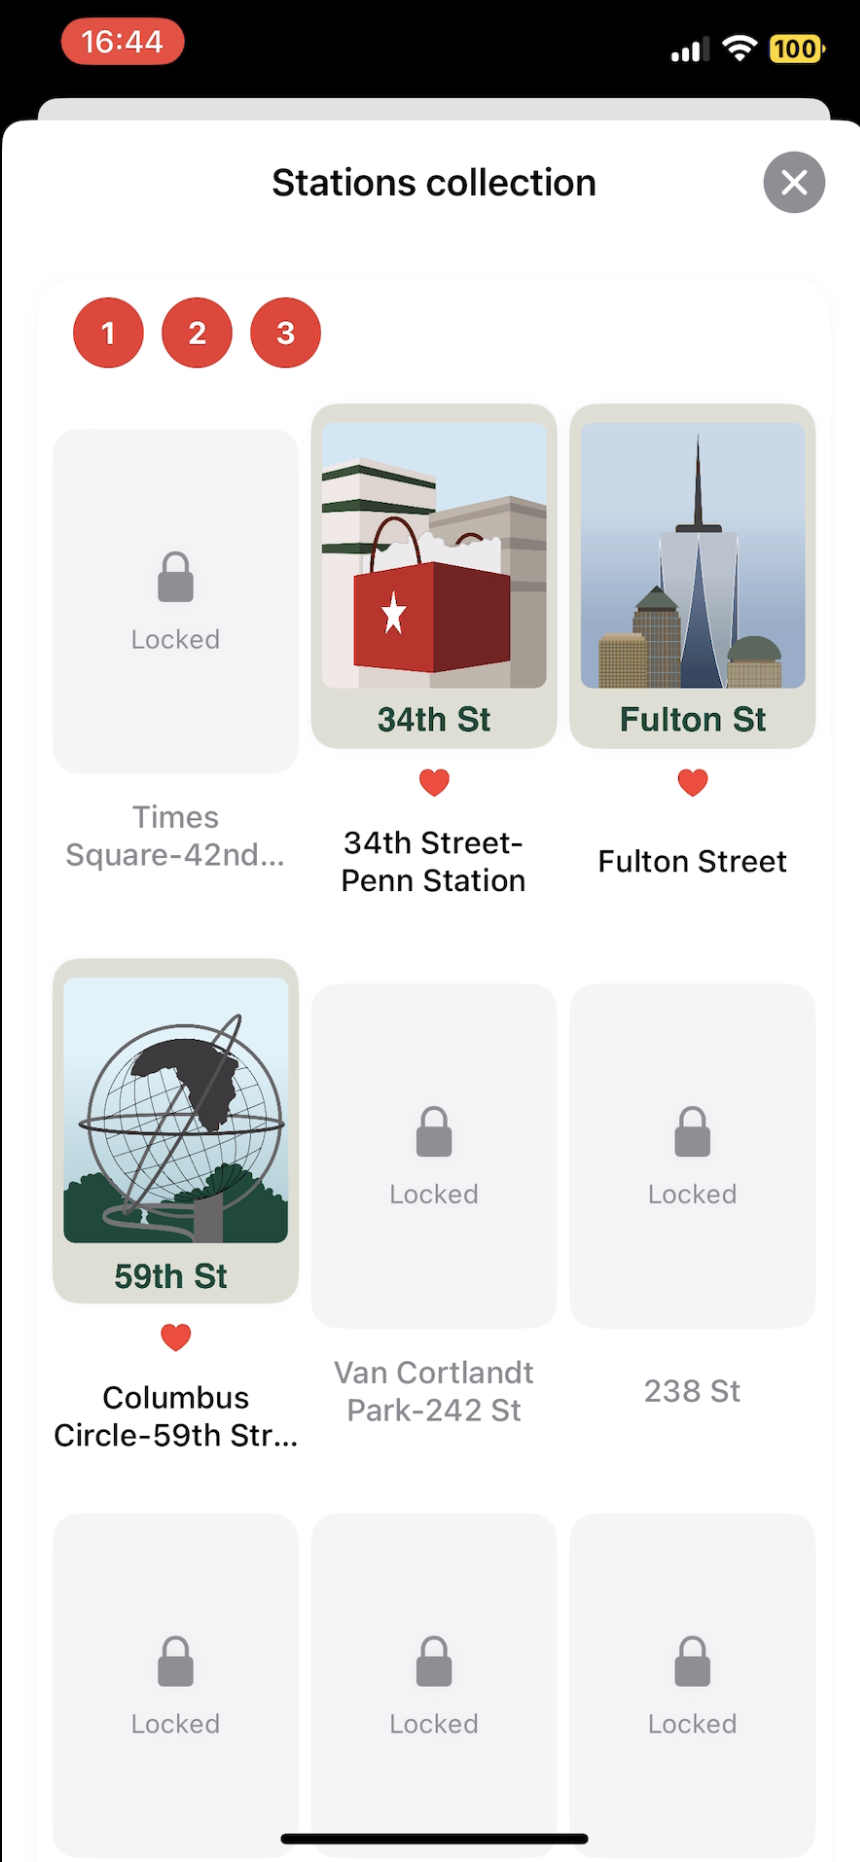 16:44
100
Stations collection
1 2 3
Locked
34th St
Fulton St
Times
Square-42nd...
34th Street-
Penn Station
Fulton Street
59th St
Locked
Locked
Columbus
Circle-59th Str...
Van Cortlandt
Park-242 St
238 St
Locked
Locked
Locked